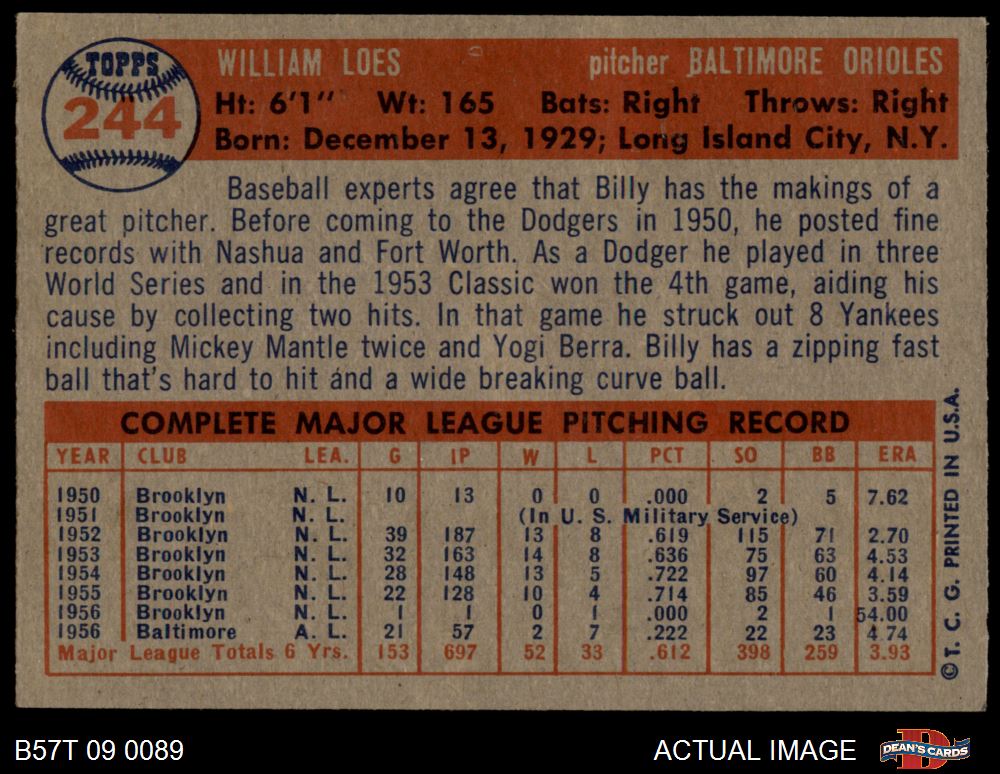 TOPPS
244
WILLIAM LOES pitcher BALTIMORE ORIOLES
Ht: 6'1" Wt: 165 Bats: Right Throws: Right
Born: December 13, 1929; Long Island City, N.Y.
Baseball experts agree that Billy has the makings of a
great pitcher. Before coming to the Dodgers in 1950, he posted fine
records with Nashua and Fort Worth. As a Dodger he played in three
World Series and in the 1953 Classic won the 4th game, aiding his
cause by collecting two hits. In that game he struck out 8 Yankees
including Mickey Mantle twice and Yogi Berra. Billy has a zipping fast
ball that's hard to hit and a wide breaking curve ball.
COMPLETE MAJOR LEAGUE PITCHING RECORD
YEAR CLUB LEA. G IP W L PCT SO BB ERA
1950 Brooklyn N. L. 10 13 0 0 .000 2 5 7.62
1951 Brooklyn N. L. (In U. S. Military Service)
1952 Brooklyn N. L. 39 187 13 8 .619 115 71 2.70
1953 Brooklyn N. L. 32 163 14 8 .636 75 63 4.53
1954 Brooklyn N. L. 28 148 13 5 .722 97 60 4.14
1955 Brooklyn N. L. 22 128 10 4 .714 85 46 3.59
1956 Brooklyn N. L. 1 1 0 1 .000 2 1 54.00
1956 Baltimore A. L. 21 57 2 7 .222 22 23 4.74
Major League Totals 6 Yrs. 153 697 52 33 .612 398 259 3.93
© T. C. G. PRINTED IN U.S.A.
B57T 09 0089 ACTUAL IMAGE DEAN'S CARDS